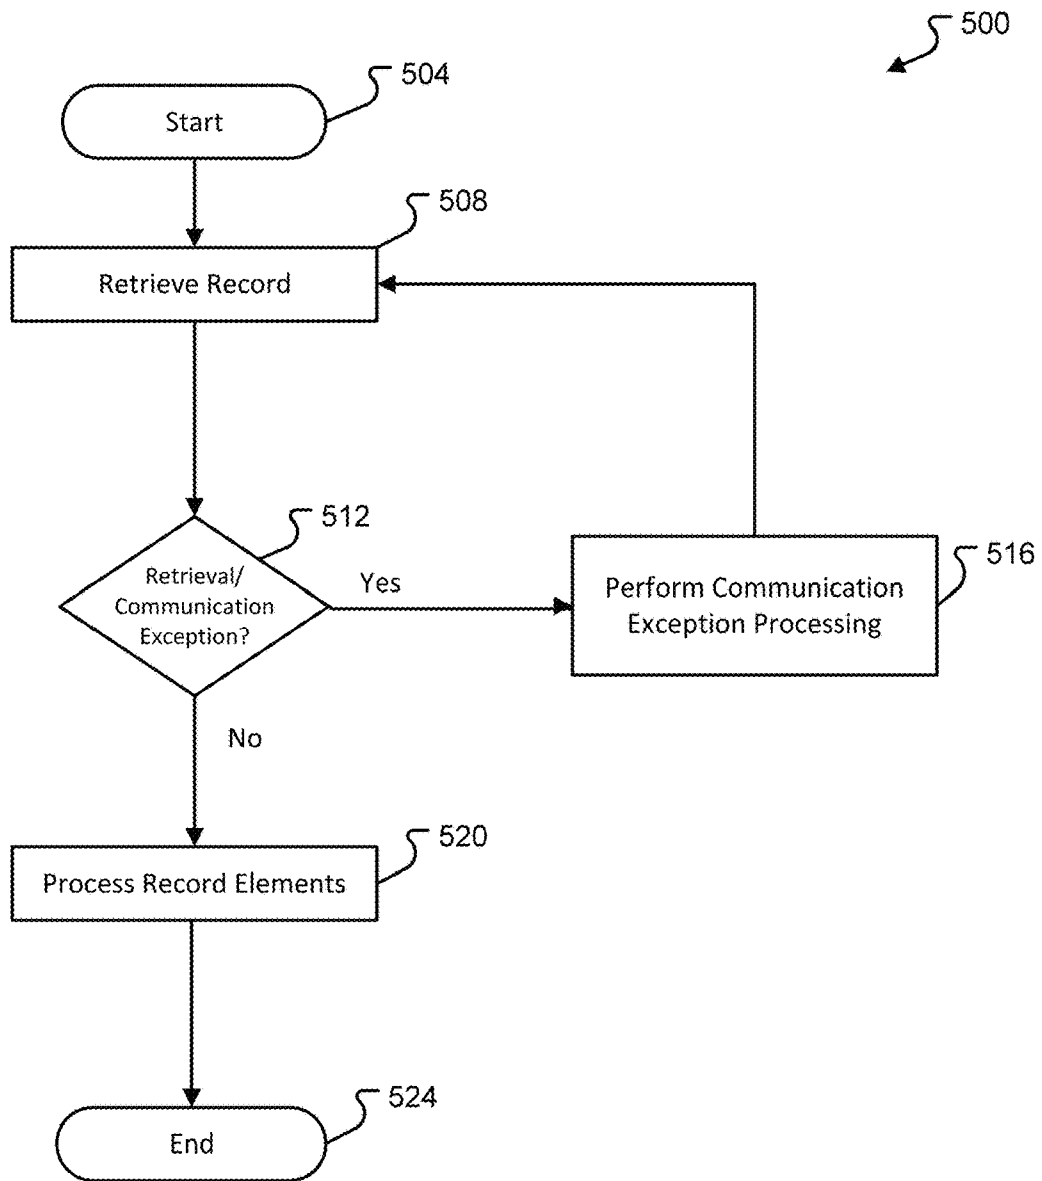 500
504
Start
508
Retrieve Record
512
Retrieval/
Communication
Exception?
Yes
516
Perform Communication
Exception Processing
No
520
Process Record Elements
524
End